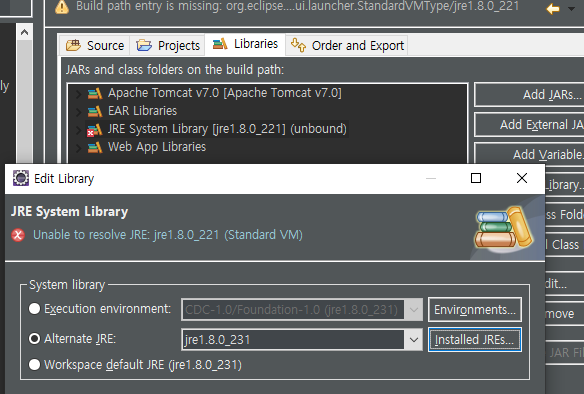 Build path entry is missing: org.eclipse....ui.launcher.StandardVMType/jre1.8.0_221
Source Projects Libraries Order and Export
JARs and class folders on the build path:
Apache Tomcat v7.0 [Apache Tomcat v7.0]
Add JARs...
EAR Libraries
Add External JA
JRE System Library [jre1.8.0_221] (unbound)
Web App Libraries
Add Variable.
Edit Library
Library...
JRE System Library
s Folde
Unable to resolve JRE: jre1.8.0_221 (Standard VM)
l Class
System library
dit...
Execution environment: CDC-1.0/Foundation-1.0 (jre1.8.0_231) Environments...
move
Alternate JRE: jre1.8.0_231 Installed JREs...
JAR Fi
Workspace default JRE (jre1.8.0_231)